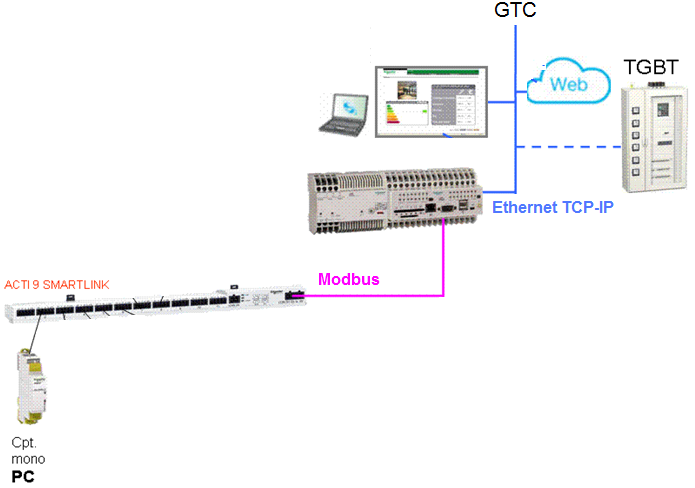 GTC
Web
TGBT
Ethernet TCP-IP
Modbus
ACTI 9 SMARTLINK
Cpt.
mono
PC